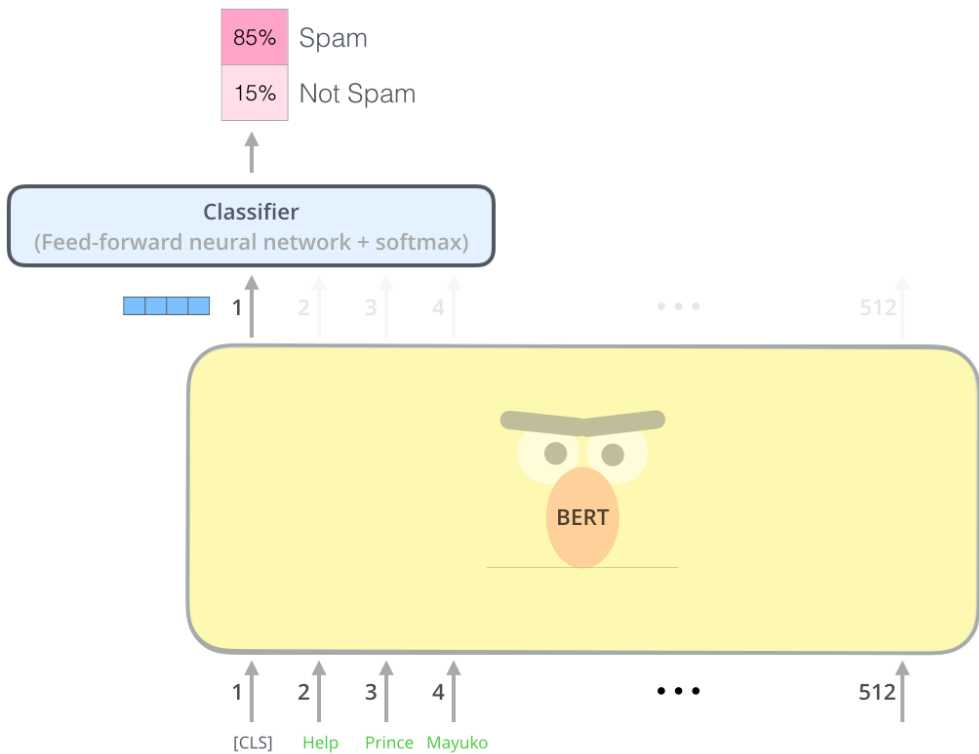 85% Spam
15% Not Spam
Classifier
(Feed-forward neural network + softmax)
1 2 3 4 ••• 512
BERT
1 2 3 4 ••• 512
[CLS] Help Prince Mayuko